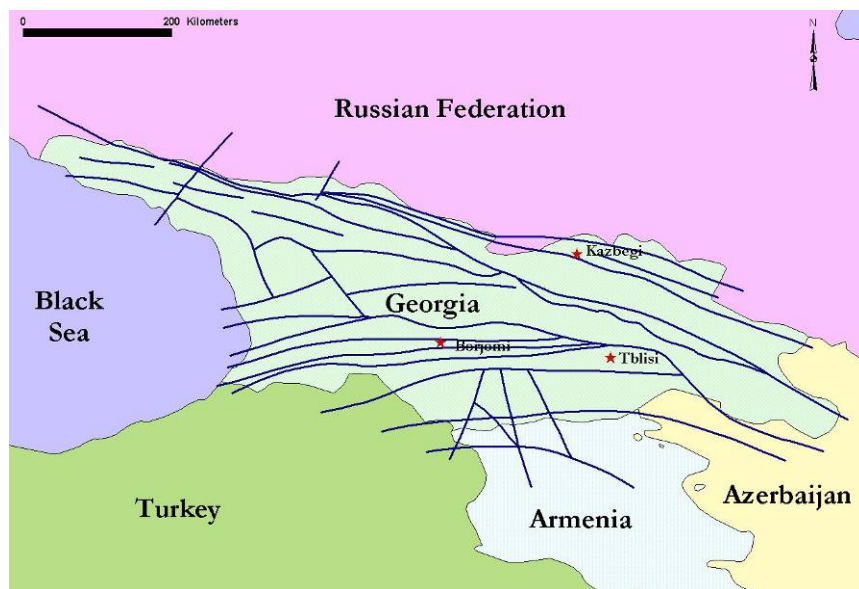 0 200 Kilometers
N
Russian Federation
Kazbegi
Black
Sea
Georgia
Borjomi
Tblisi
Turkey
Armenia
Azerbaijan